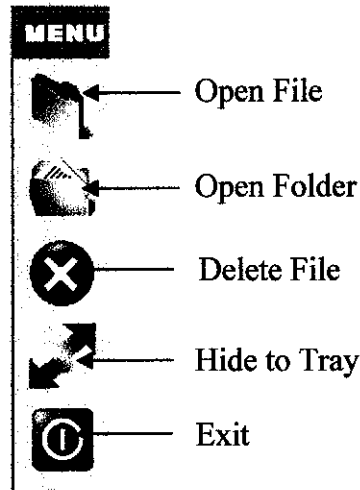 MENU
Open File
Open Folder
Delete File
Hide to Tray
Exit